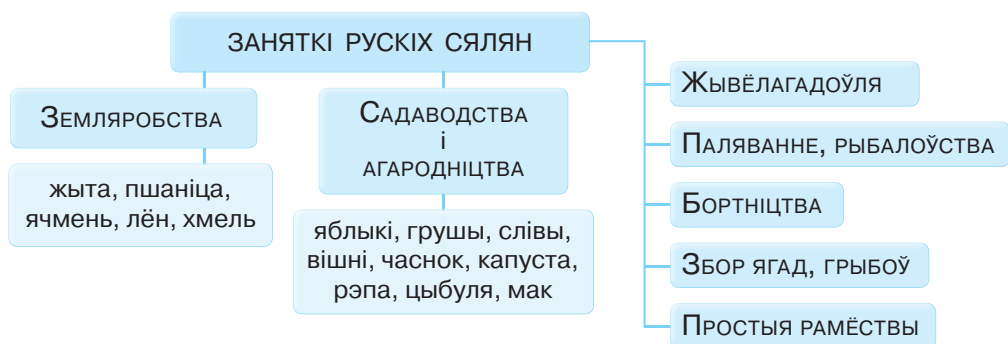 ЗАНЯТКІ РУСКІХ СЯЛЯН
ЗЕМЛЯРОБСТВА
жыта, пшаніца,
ячмень, лён, хмель
САДАВОДСТВА
і
АГАРОДНІЦТВА
яблыкі, грушы, слівы,
вішні, часнок, капуста,
рэпа, цыбуля, мак
ЖЫВЁЛАГАДОЎЛЯ
ПАЛЯВАННЕ, РЫБАЛОЎСТВА
БОРТНІЦТВА
ЗБОР ЯГАД, ГРЫБОЎ
ПРОСТЫЯ РАМЁСТВЫ